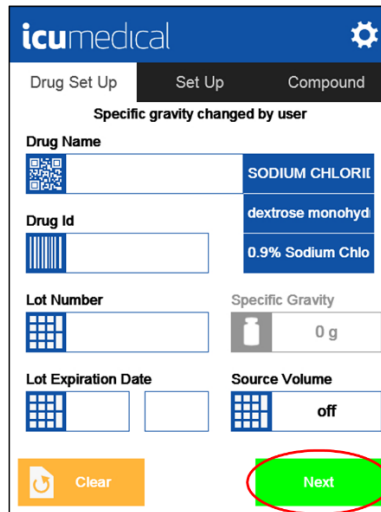 icumedical
Drug Set Up Set Up Compound
Specific gravity changed by user
Drug Name
SODIUM CHLORI
dextrose monohyd
0.9% Sodium Chlo
Drug Id
Lot Number
Specific Gravity
0 g
Lot Expiration Date
Source Volume
off
Clear
Next